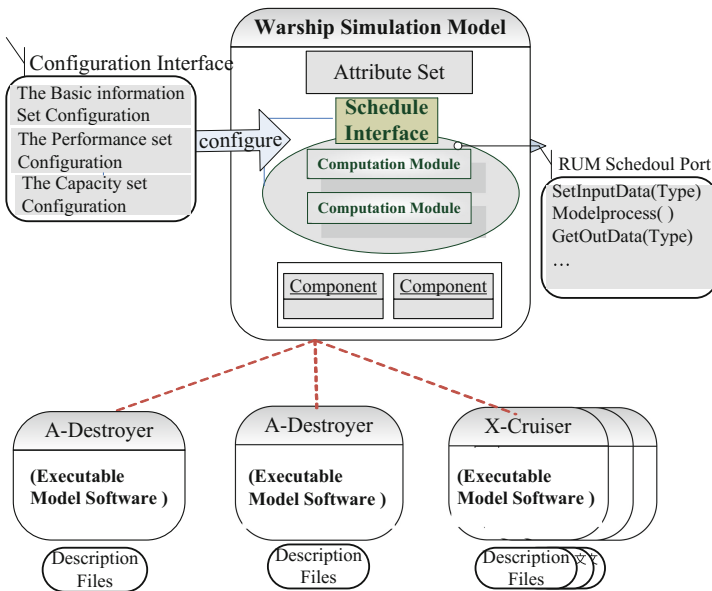 Warship Simulation Model
Configuration Interface
Attribute Set
The Basic information
Set Configuration
The Performance set
Configuration
The Capacity set
Configuration
configure
Schedule
Interface
Computation Module
Computation Module
RUM Schedoul Port
SetInputData(Type)
Modelprocess( )
GetOutData(Type)
…
Component
Component
A-Destroyer
(Executable
Model Software )
Description
Files
A-Destroyer
(Executable
Model Software )
Description
Files
X-Cruiser
(Executable
Model Software )
Description
Files
文